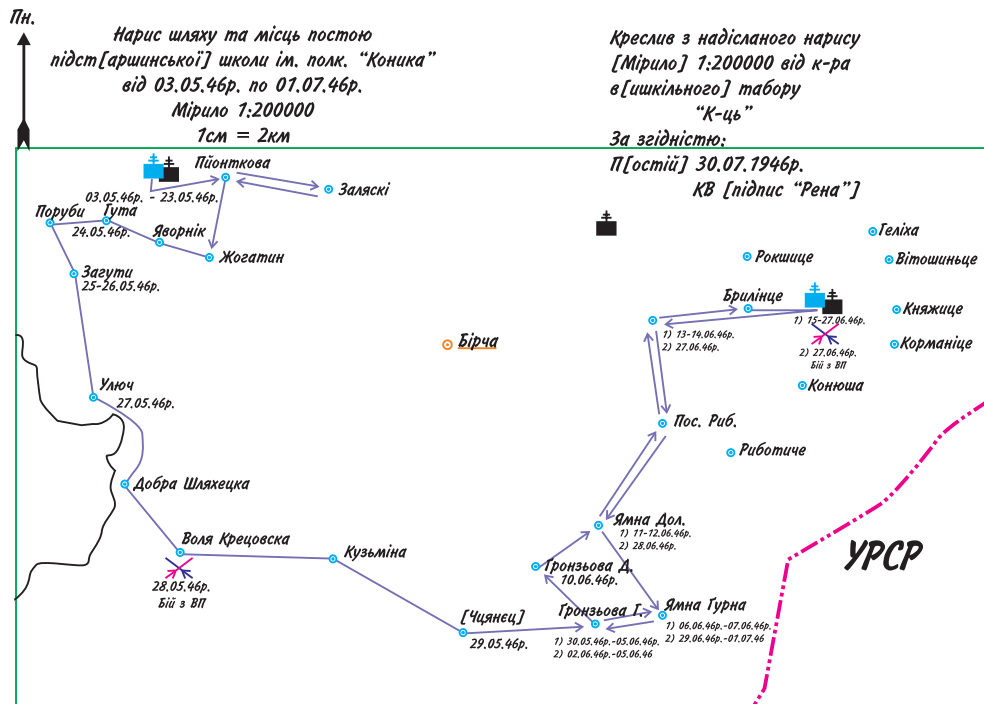 Пн.
Нарис шляху та місць постою
підст[аршинської] школи ім. полк. “Коника”
від 03.05.46р. по 01.07.46р.
Мірило 1:200000
1см = 2км
Креслив з надісланого нарису
[Мірило] 1:200000 від к-ра
в[ишкільного] табору
“К-ць”
За згідністю:
П[остій] 30.07.1946р.
КВ [підпис “Рена”]
Пйонткова
Заляскі
03.05.46р. - 23.05.46р.
Поруби
Гута
24.05.46р.
Яворнік
Жогатин
Загути
25-26.05.46р.
Геліха
Рокшице
Вітошиньце
Брилінце
Княжице
1) 15-27.06.46р.
1) 13-14.06.46р.
2) 27.06.46р.
2) 27.06.46р.
Бій з ВП
Корманіце
Бірча
Конюша
Улюч
27.05.46р.
Пос. Риб.
Риботиче
Добра Шляхецка
Ямна Дол.
1) 11-12.06.46р.
2) 28.06.46р.
Воля Крецовска
Кузьміна
УРСР
28.05.46р.
Бій з ВП
Ґронзьова Д.
10.06.46р.
[Чцянец]
29.05.46р.
Ґронзьова Г.
1) 30.05.46р.-05.06.46р.
2) 02.06.46р.-05.06.46
Ямна Гурна
1) 06.06.46р.-07.06.46р.
2) 29.06.46р.-01.07.46